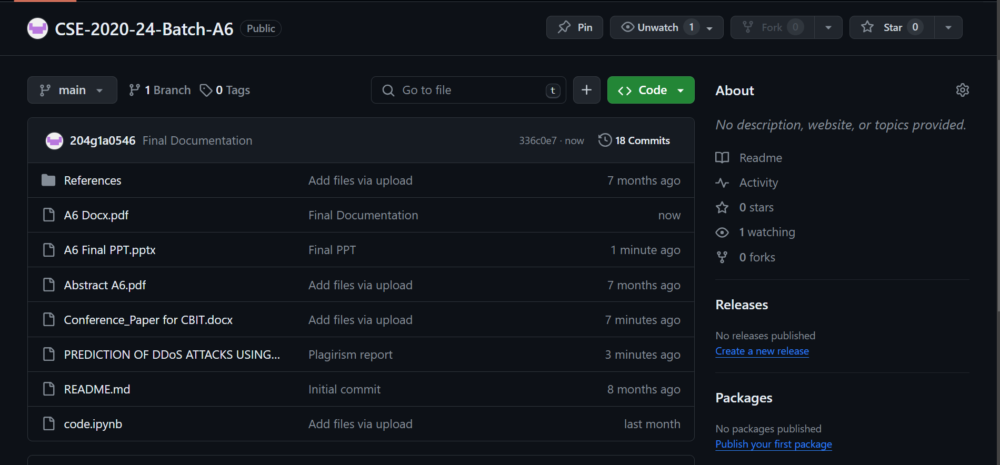 CSE-2020-24-Batch-A6 Public Pin Unwatch 1 Fork 0 Star 0
main 1 Branch 0 Tags Go to file t + <> Code
204g1a0546 Final Documentation 336c0e7 · now 18 Commits
References Add files via upload 7 months ago
A6 Docx.pdf Final Documentation now
A6 Final PPT.pptx Final PPT 1 minute ago
Abstract A6.pdf Add files via upload 7 months ago
Conference_Paper for CBIT.docx Add files via upload 7 minutes ago
PREDICTION OF DDoS ATTACKS USING... Plagirism report 3 minutes ago
README.md Initial commit 8 months ago
code.ipynb Add files via upload last month
About
No description, website, or topics provided.
Readme
Activity
0 stars
1 watching
0 forks
Releases
No releases published
Create a new release
Packages
No packages published
Publish your first package